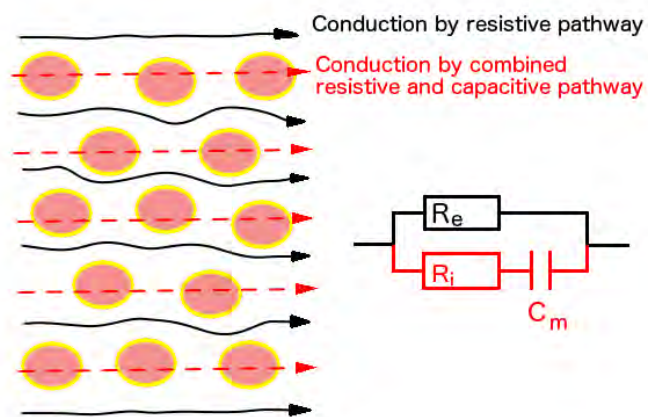 Conduction by resistive pathway
Conduction by combined
resistive and capacitive pathway
Re
Ri
Cm